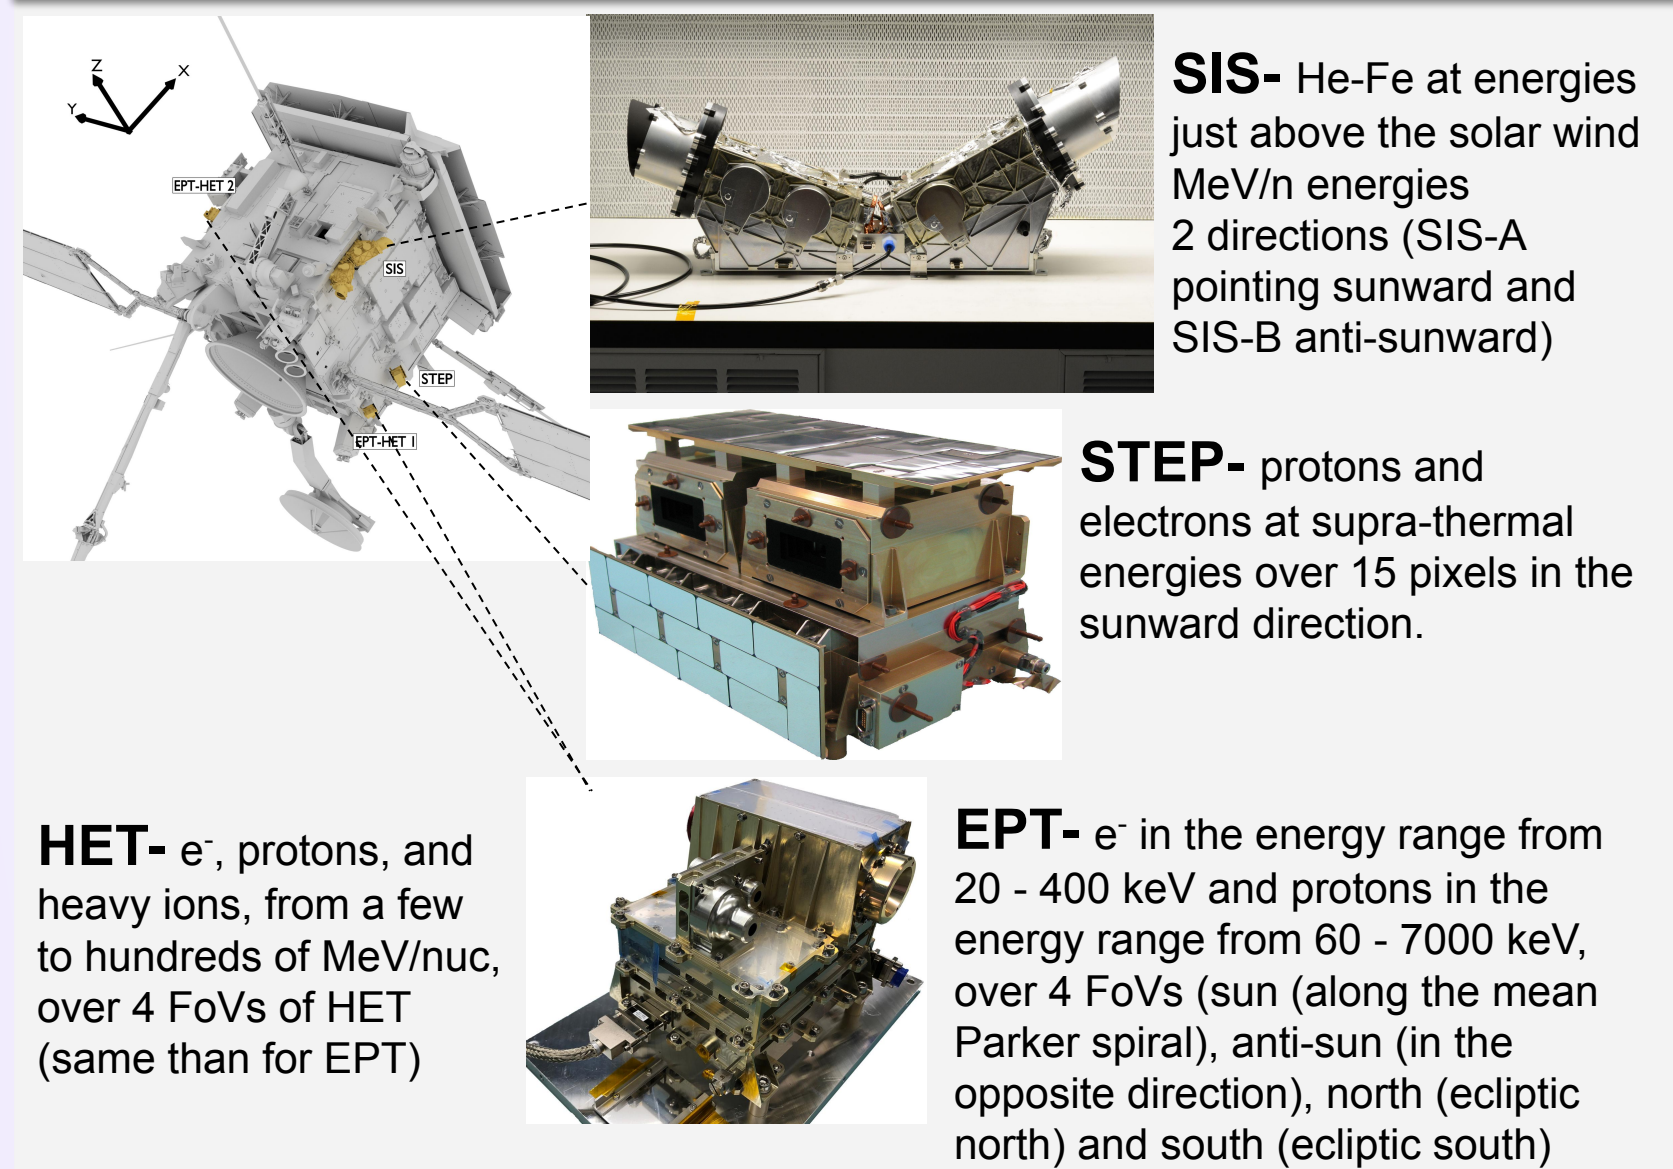 Z
X
Y
EPT-HET 2
SIS
STEP
EPT-HET 1
SIS- He-Fe at energies
just above the solar wind
MeV/n energies
2 directions (SIS-A
pointing sunward and
SIS-B anti-sunward)
STEP- protons and
electrons at supra-thermal
energies over 15 pixels in the
sunward direction.
HET- e⁻, protons, and
heavy ions, from a few
to hundreds of MeV/nuc,
over 4 FoVs of HET
(same than for EPT)
EPT- e⁻ in the energy range from
20 - 400 keV and protons in the
energy range from 60 - 7000 keV,
over 4 FoVs (sun (along the mean
Parker spiral), anti-sun (in the
opposite direction), north (ecliptic
north) and south (ecliptic south)